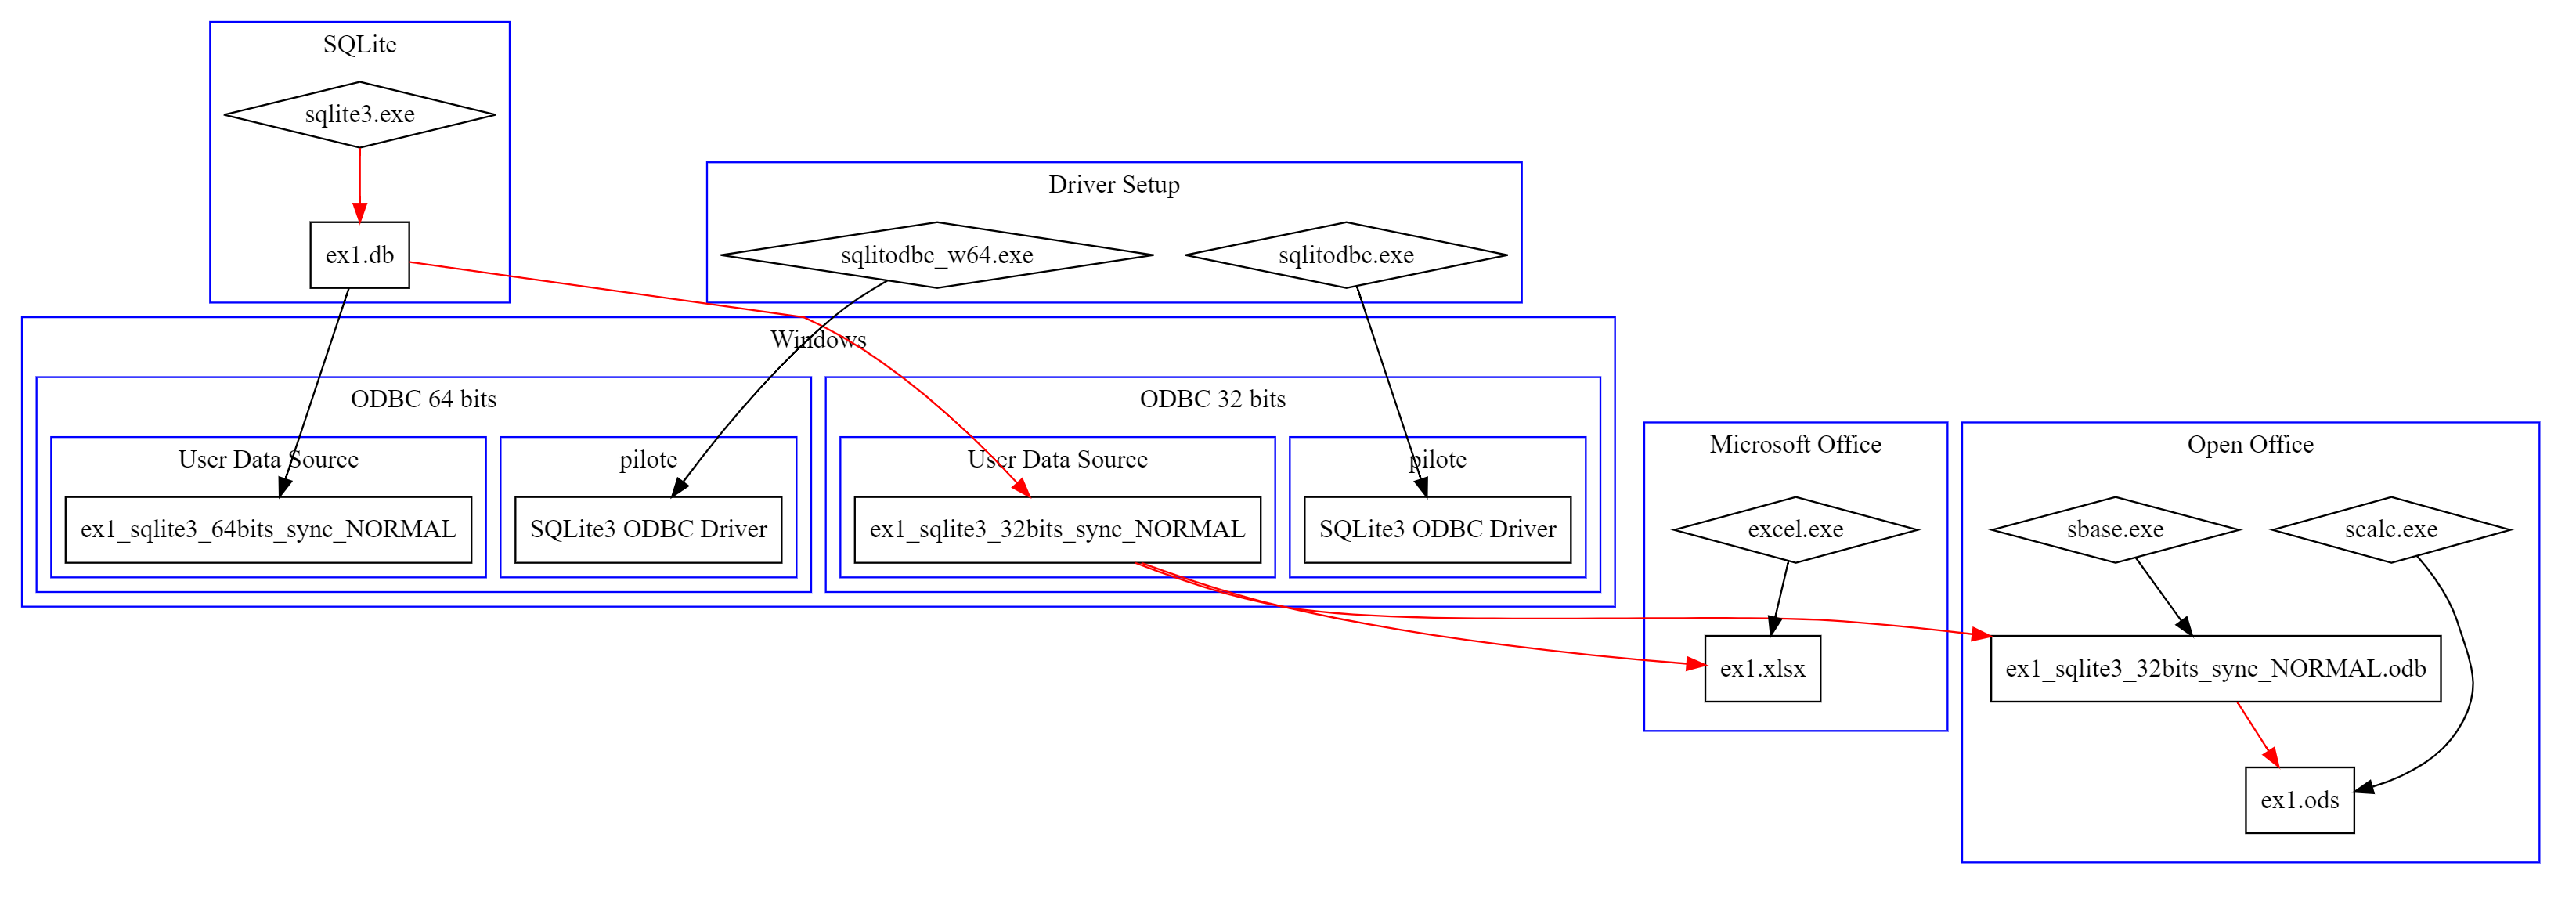 SQLite
sqlite3.exe
ex1.db
Driver Setup
sqlitodbc_w64.exe
sqlitodbc.exe
Windows
ODBC 64 bits
User Data Source
ex1_sqlite3_64bits_sync_NORMAL
pilote
SQLite3 ODBC Driver
ODBC 32 bits
User Data Source
ex1_sqlite3_32bits_sync_NORMAL
pilote
SQLite3 ODBC Driver
Microsoft Office
excel.exe
ex1.xlsx
Open Office
sbase.exe
scalc.exe
ex1_sqlite3_32bits_sync_NORMAL.odb
ex1.ods